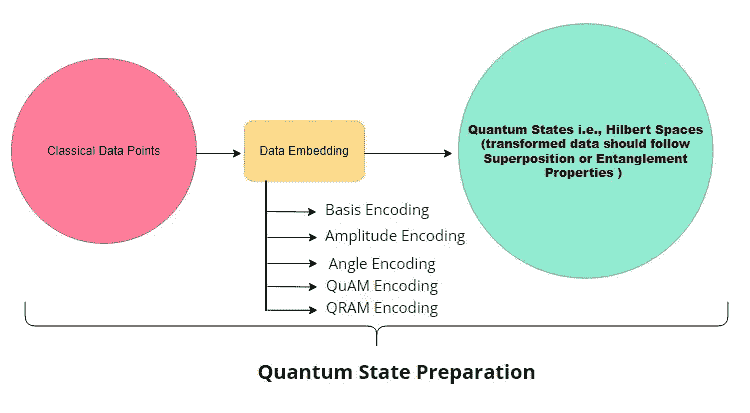 Classical Data Points
Data Embedding
Quantum States i.e., Hilbert Spaces
(transformed data should follow
Superposition or Entanglement
Properties )
Basis Encoding
Amplitude Encoding
Angle Encoding
QuAM Encoding
QRAM Encoding
Quantum State Preparation